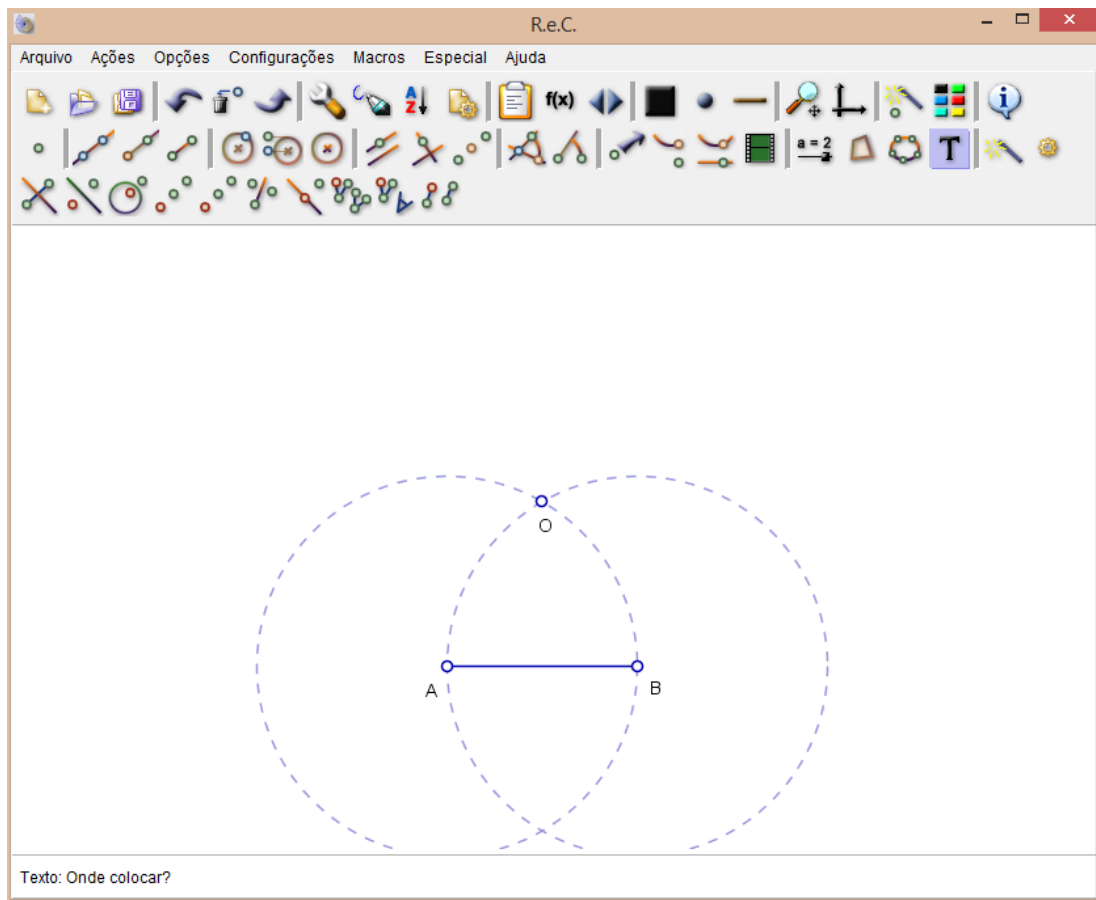 R.e.C.
Arquivo Ações Opções Configurações Macros Especial Ajuda
A
Z
f(x)
i
a = 2
T
O
A
B
Texto: Onde colocar?